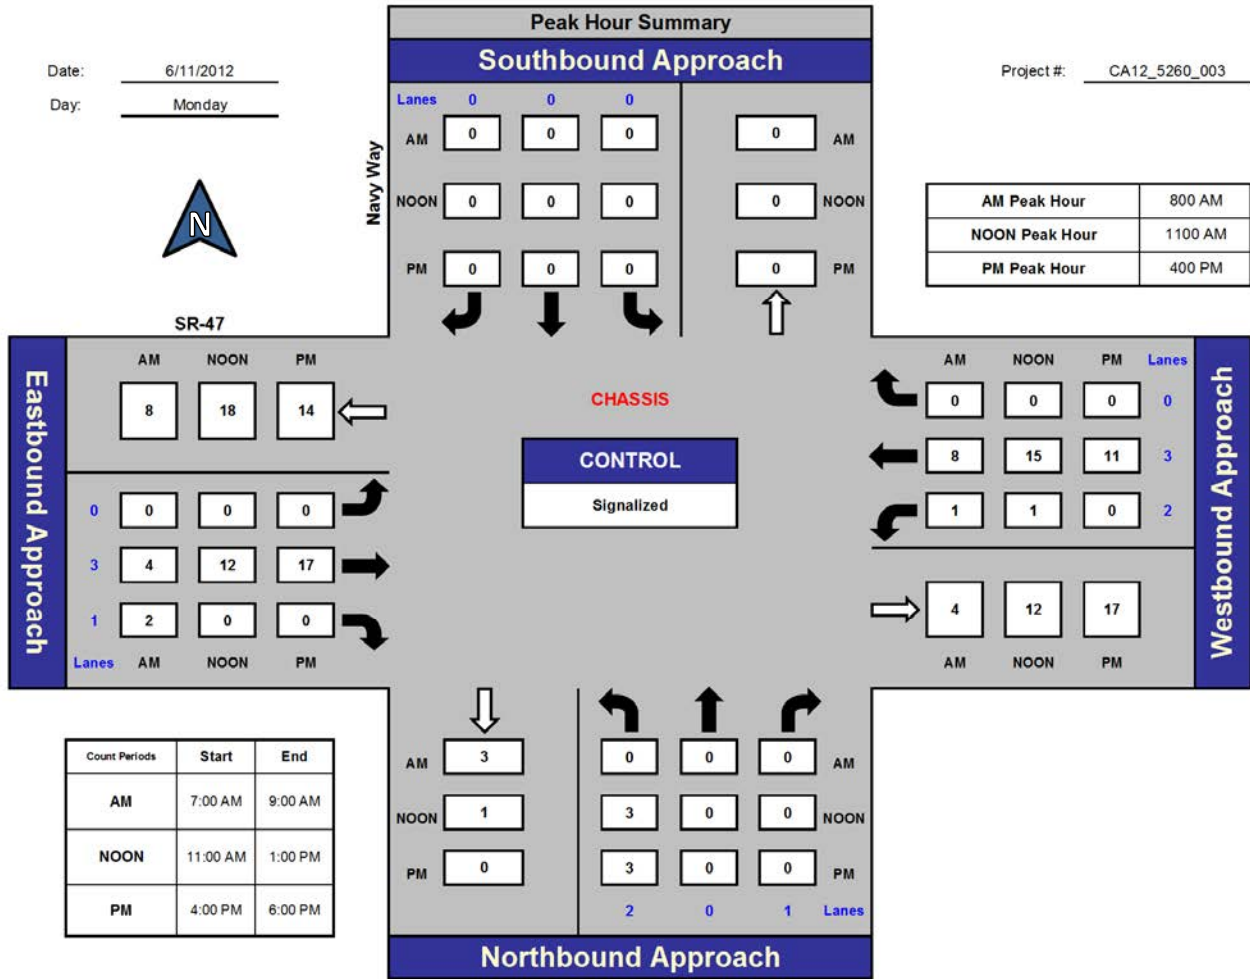 Peak Hour Summary
Southbound Approach
Date: 6/11/2012
Day: Monday
Project #: CA12_5260_003
N
Navy Way
Lanes 0 0 0
AM 0 0 0 0 AM
NOON 0 0 0 0 NOON
PM 0 0 0 0 PM
AM Peak Hour 800 AM
NOON Peak Hour 1100 AM
PM Peak Hour 400 PM
SR-47
Eastbound Approach
AM NOON PM
8 18 14
0 0 0 0
3 4 12 17
1 2 0 0
Lanes AM NOON PM
CHASSIS
CONTROL
Signalized
AM NOON PM Lanes
0 0 0 0
8 15 11 3
1 1 0 2
4 12 17
AM NOON PM
Westbound Approach
Count Periods Start End
AM 7:00 AM 9:00 AM
NOON 11:00 AM 1:00 PM
PM 4:00 PM 6:00 PM
AM 3 0 0 0 AM
NOON 1 3 0 0 NOON
PM 0 3 0 0 PM
2 0 1 Lanes
Northbound Approach